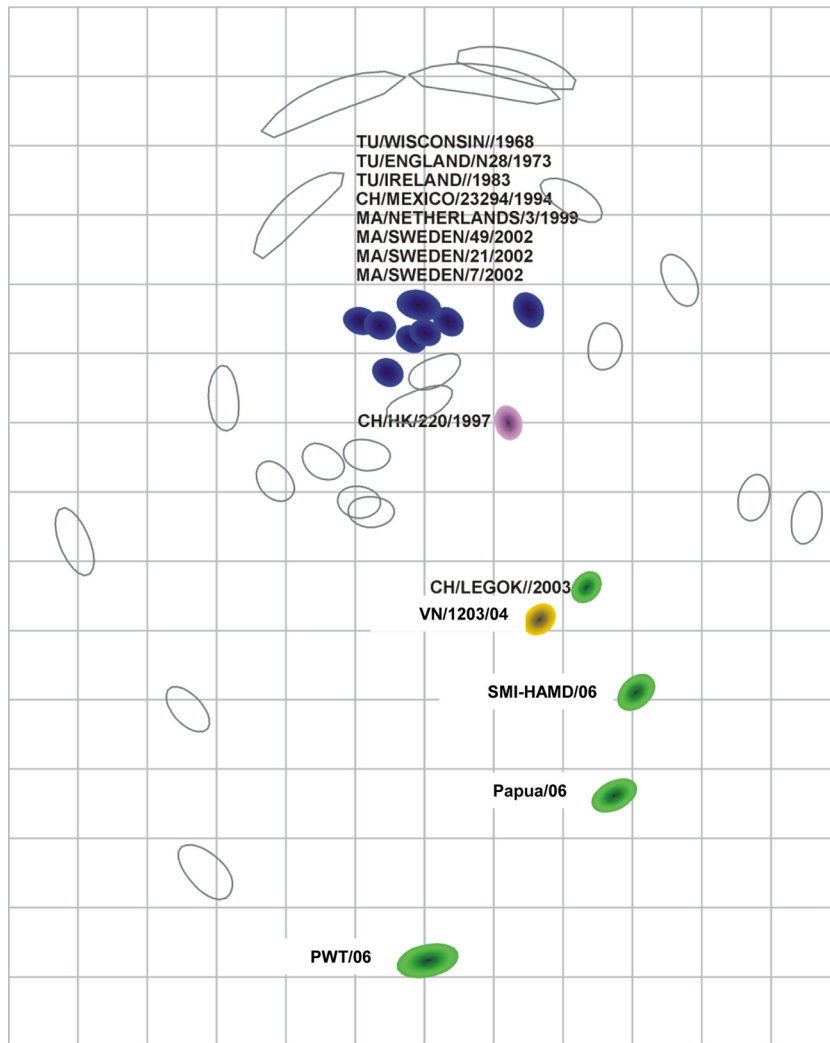 TU/WISCONSIN//1968
TU/ENGLAND/N28/1973
TU/IRELAND//1983
CH/MEXICO/23294/1994
MA/NETHERLANDS/3/1999
MA/SWEDEN/49/2002
MA/SWEDEN/21/2002
MA/SWEDEN/7/2002
CH/HK/220/1997
CH/LEGOK//2003
VN/1203/04
SMI-HAMD/06
Papua/06
PWT/06